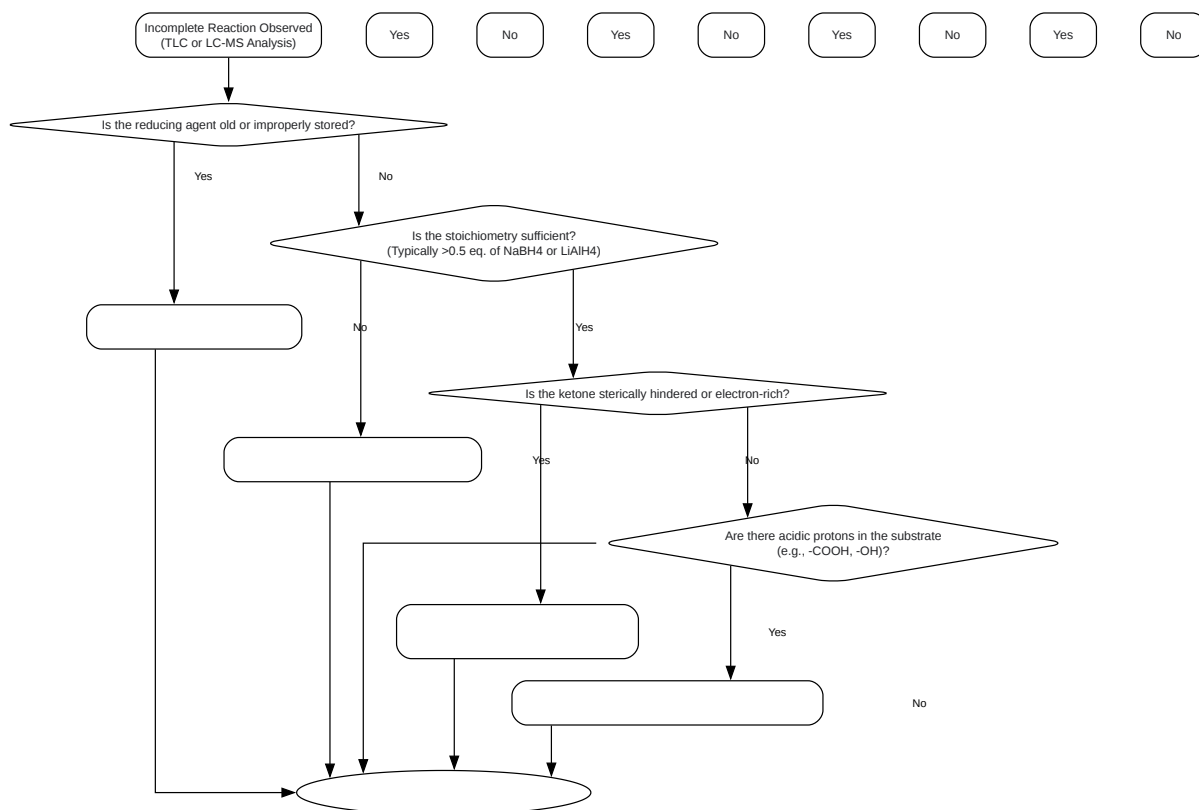 Incomplete Reaction Observed
(TLC or LC-MS Analysis)
Yes
No
Yes
No
Yes
No
Yes
No
Is the reducing agent old or improperly stored?
Yes
No
Is the stoichiometry sufficient?
(Typically >0.5 eq. of NaBH4 or LiAlH4)
No
Yes
Is the ketone sterically hindered or electron-rich?
Yes
No
Are there acidic protons in the substrate
(e.g., -COOH, -OH)?
Yes
No